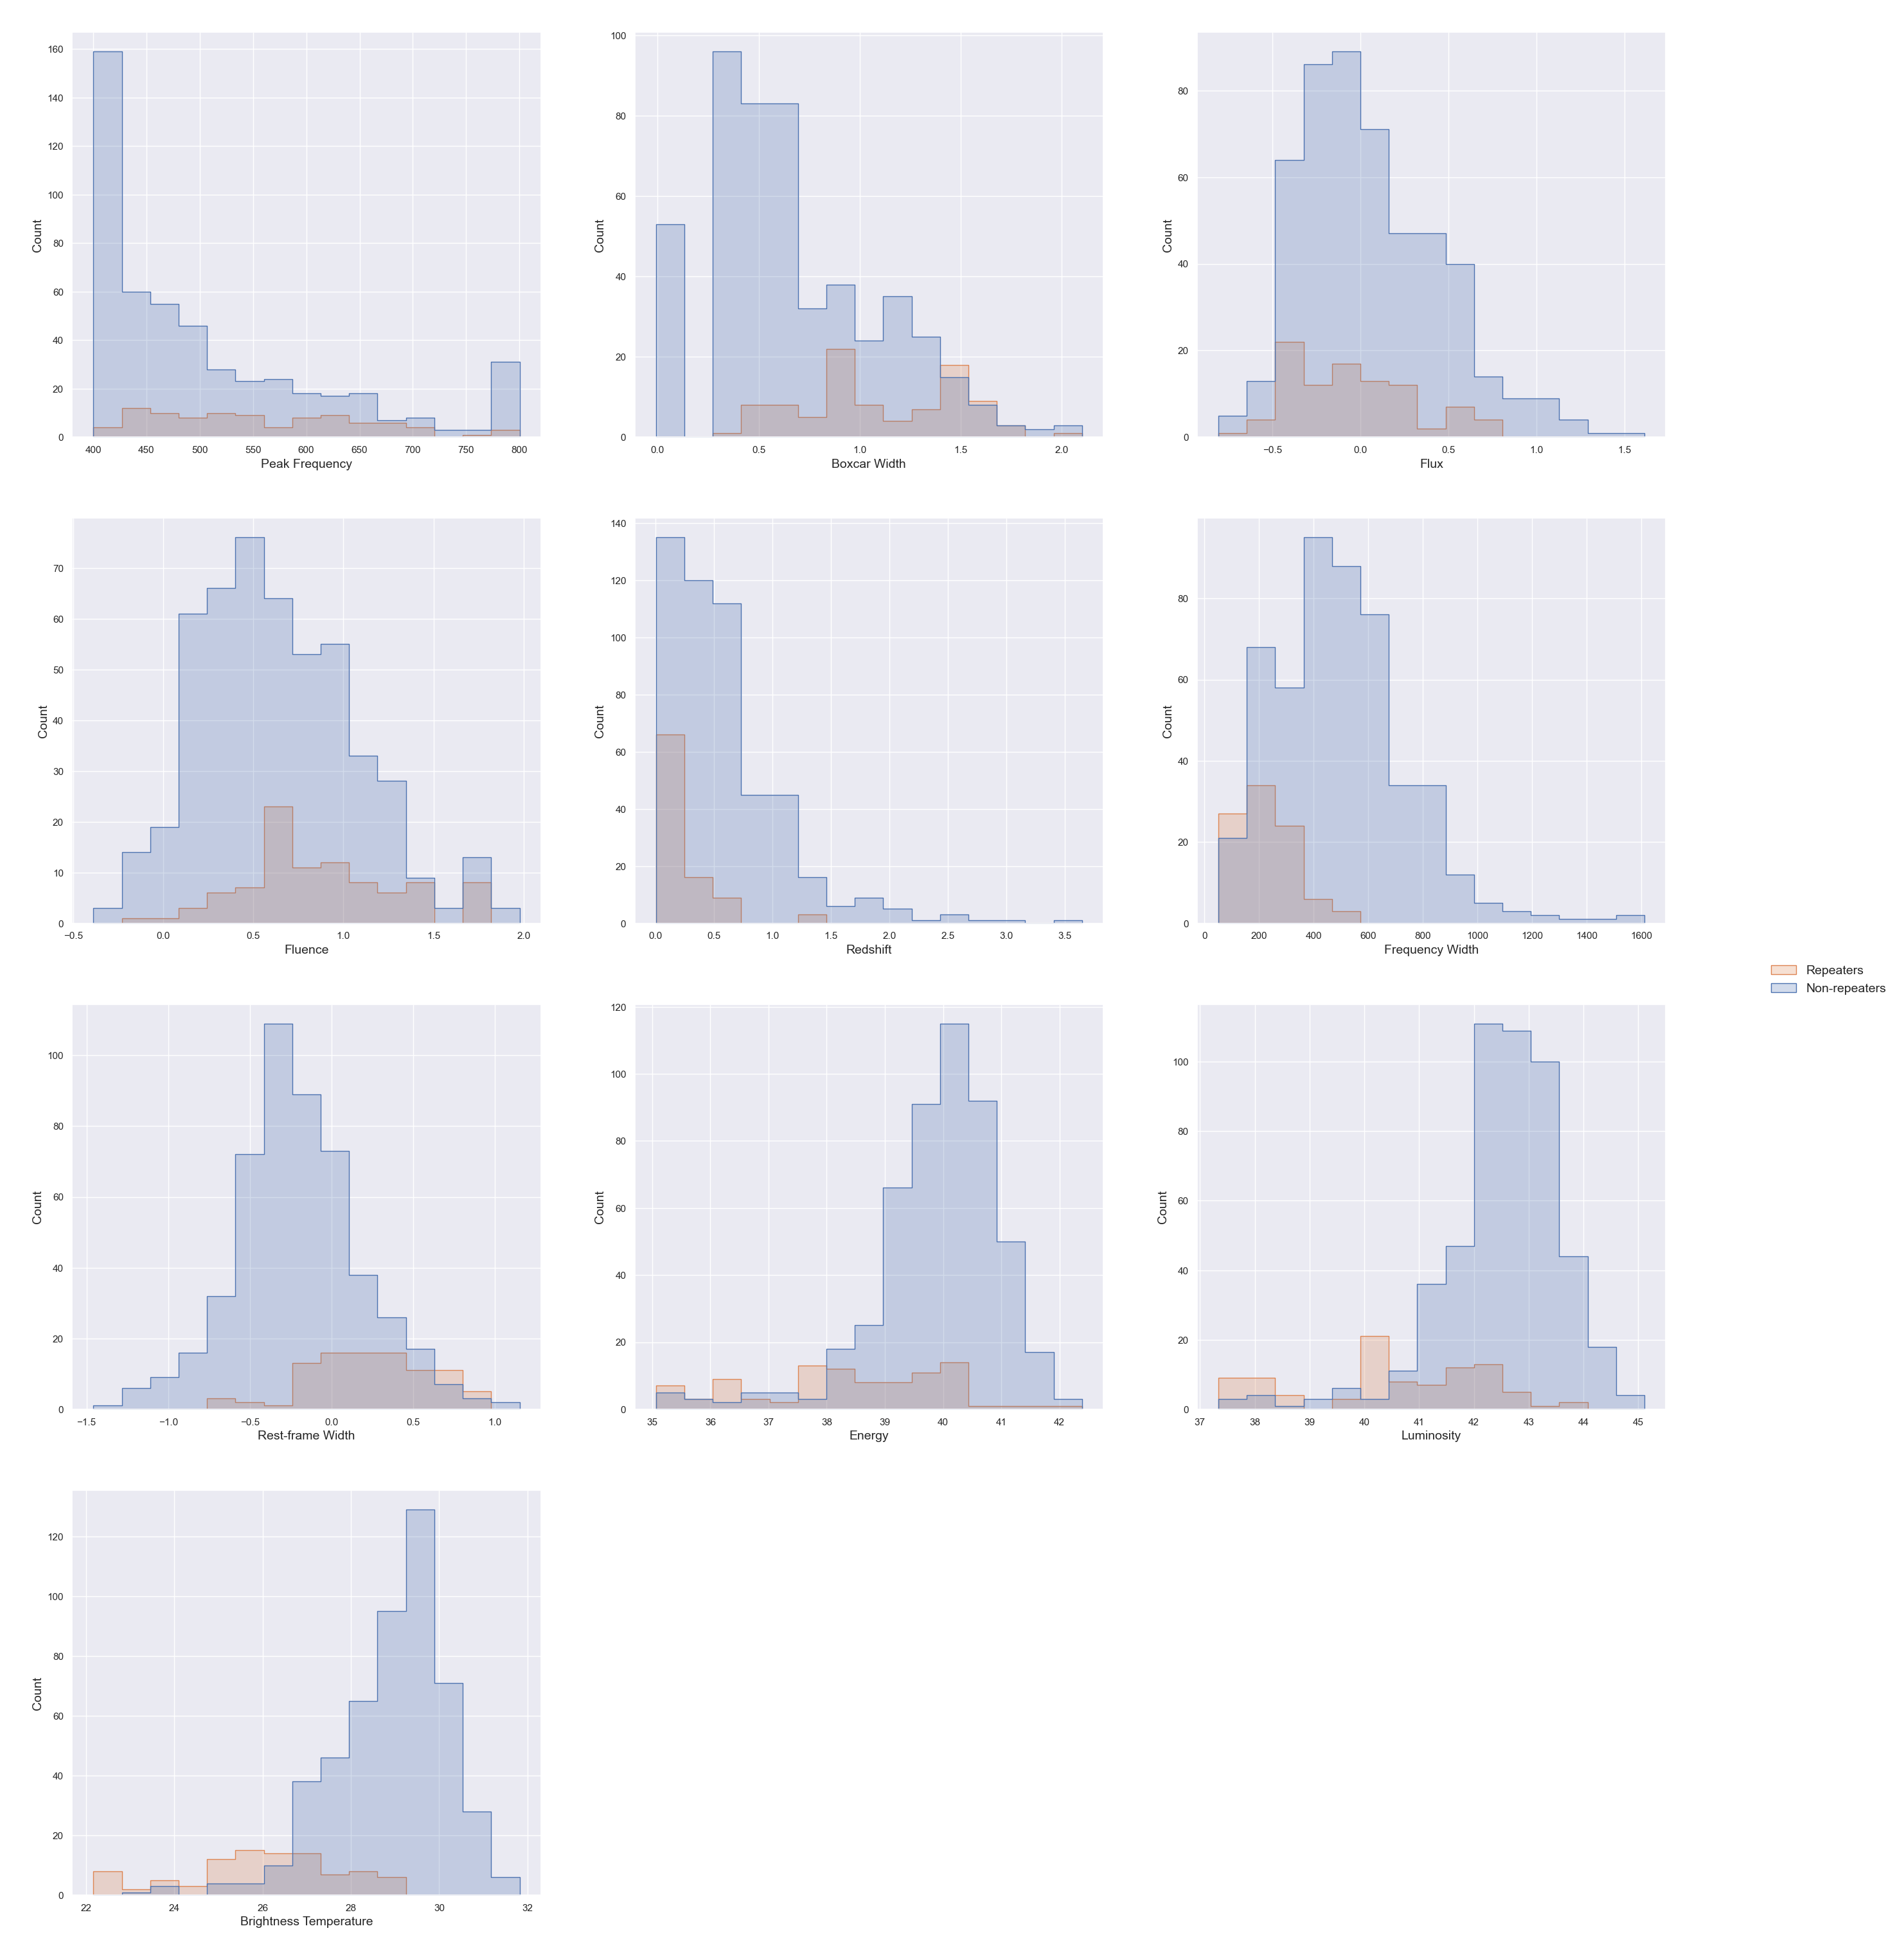 160
140
120
100
80
60
40
20
0
Count
400 450 500 550 600 650 700 750 800
Peak Frequency
100
80
60
40
20
0
Count
0.0 0.5 1.0 1.5 2.0
Boxcar Width
80
60
40
20
0
Count
−0.5 0.0 0.5 1.0 1.5
Flux
70
60
50
40
30
20
10
0
Count
−0.5 0.0 0.5 1.0 1.5 2.0
Fluence
140
120
100
80
60
40
20
0
Count
0.0 0.5 1.0 1.5 2.0 2.5 3.0 3.5
Redshift
80
60
40
20
0
Count
0 200 400 600 800 1000 1200 1400 1600
Frequency Width
Repeaters
Non-repeaters
100
80
60
40
20
0
Count
−1.5 −1.0 −0.5 0.0 0.5 1.0
Rest-frame Width
120
100
80
60
40
20
0
Count
35 36 37 38 39 40 41 42
Energy
100
80
60
40
20
0
Count
37 38 39 40 41 42 43 44 45
Luminosity
120
100
80
60
40
20
0
Count
22 24 26 28 30 32
Brightness Temperature